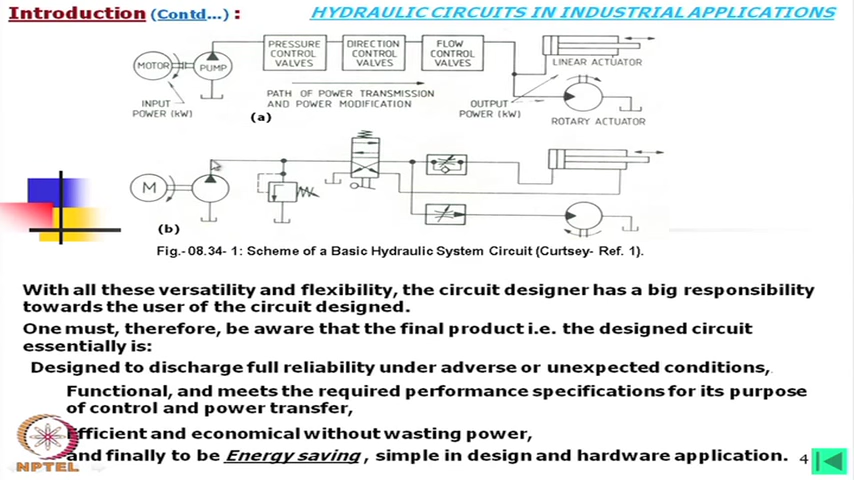 Introduction (Contd...) :
HYDRAULIC CIRCUITS IN INDUSTRIAL APPLICATIONS
PRESSURE CONTROL VALVES
DIRECTION CONTROL VALVES
FLOW CONTROL VALVES
MOTOR
PUMP
LINEAR ACTUATOR
INPUT POWER (kW)
PATH OF POWER TRANSMISSION
AND POWER MODIFICATION
OUTPUT POWER (kW)
ROTARY ACTUATOR
(a)
M
(b)
Fig.- 08.34- 1: Scheme of a Basic Hydraulic System Circuit (Curtsey- Ref. 1).
With all these versatility and flexibility, the circuit designer has a big responsibility
towards the user of the circuit designed.
One must, therefore, be aware that the final product i.e. the designed circuit
essentially is:
Designed to discharge full reliability under adverse or unexpected conditions,
Functional, and meets the required performance specifications for its purpose
of control and power transfer,
Efficient and economical without wasting power,
and finally to be Energy saving , simple in design and hardware application.
4
NPTEL